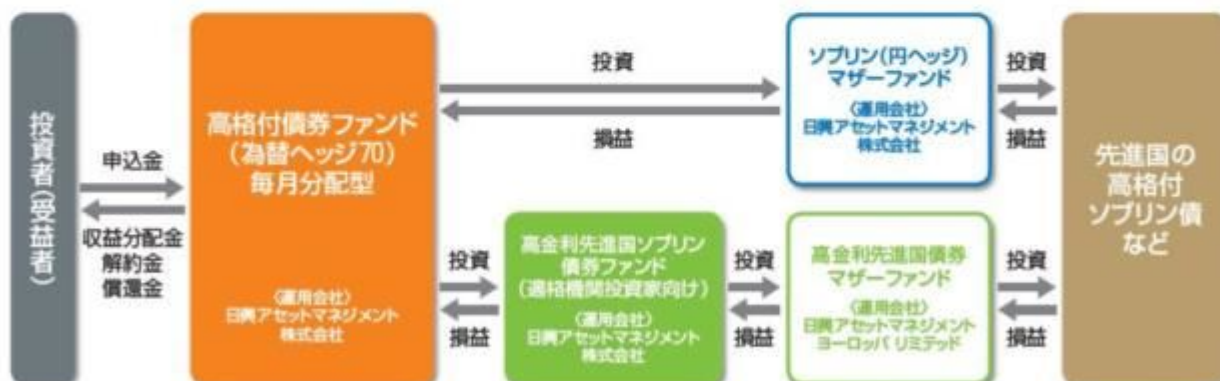 投資者(受益者)
申込金
収益分配金
解約金
償還金
高格付債券ファンド
(為替ヘッジ70)
毎月分配型
〈運用会社〉
日興アセットマネジメント
株式会社
投資
損益
投資
損益
高金利先進国ソブリン
債券ファンド
(適格機関投資家向け)
〈運用会社〉
日興アセットマネジメント
株式会社
投資
損益
ソブリン(円ヘッジ)
マザーファンド
〈運用会社〉
日興アセットマネジメント
株式会社
投資
損益
高金利先進国債券
マザーファンド
〈運用会社〉
日興アセットマネジメント
ヨーロッパ リミテッド
投資
損益
先進国の
高格付
ソブリン債
など